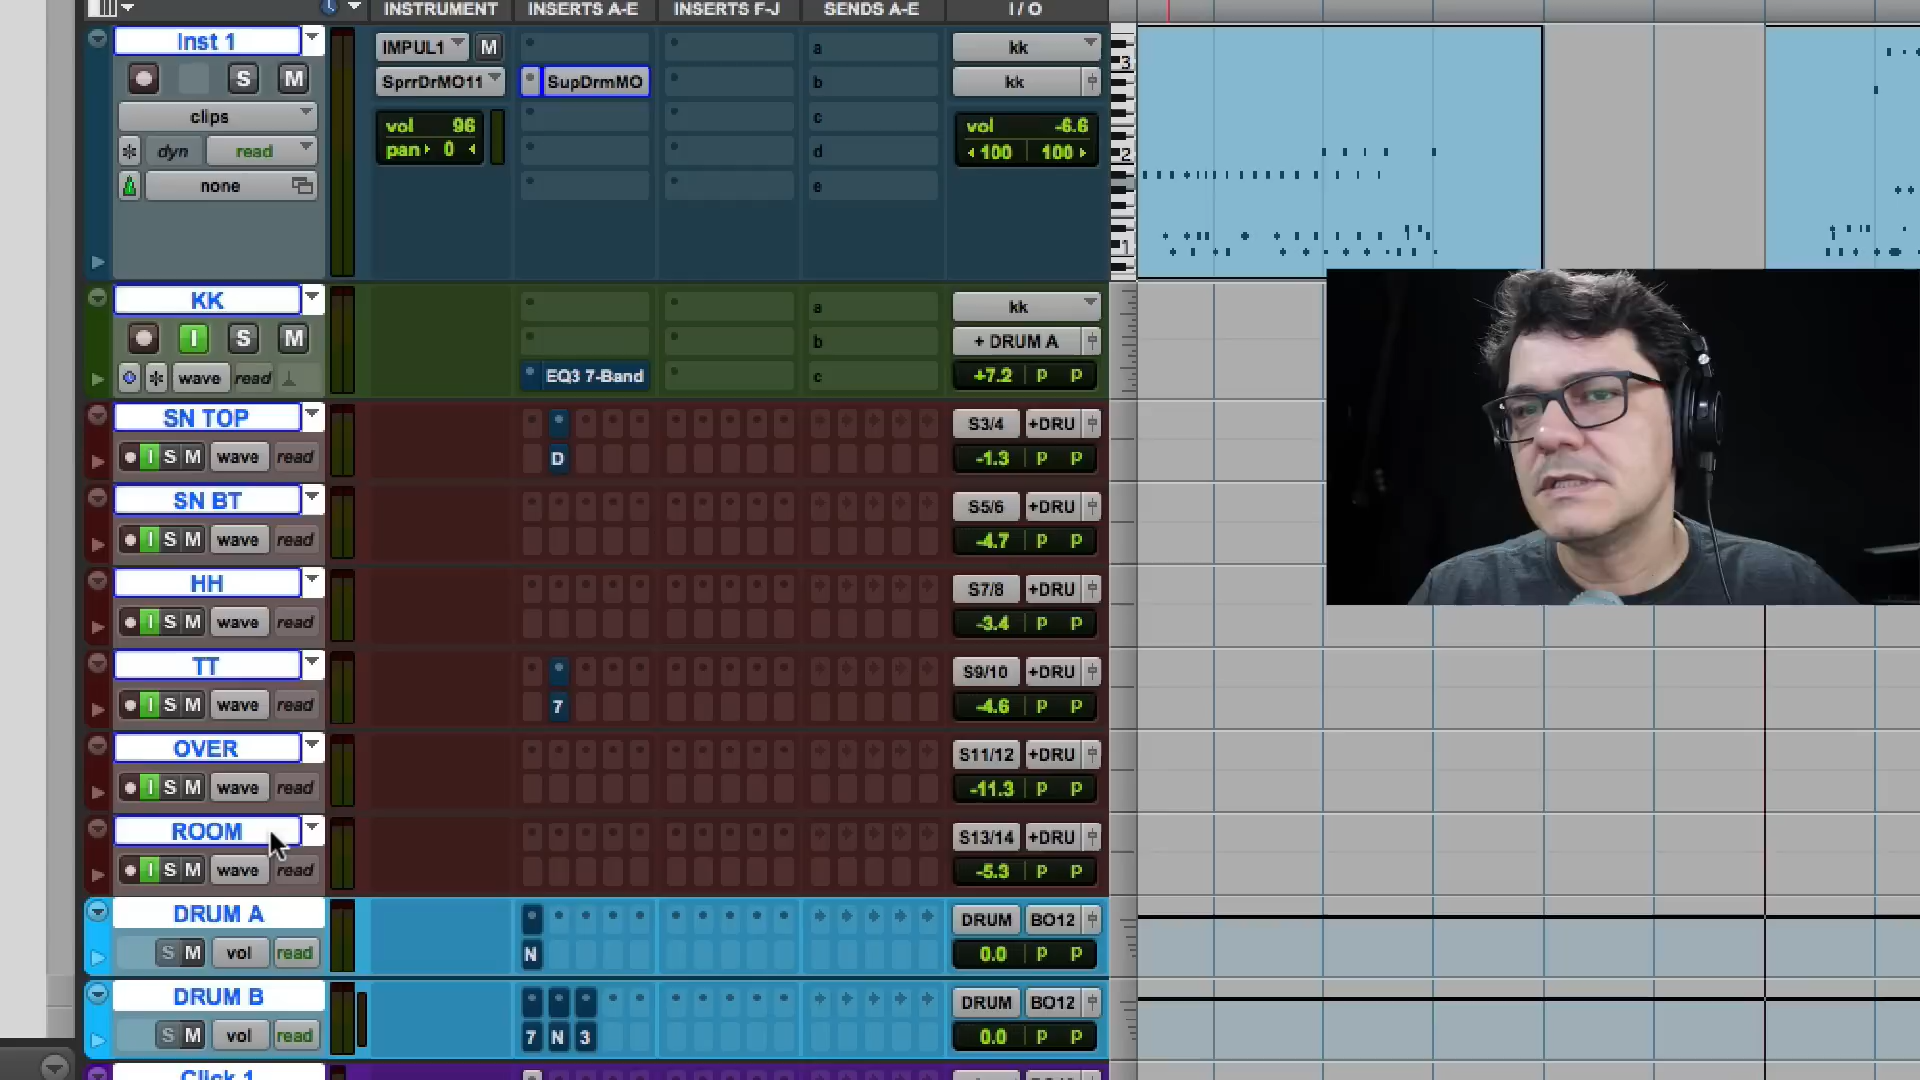 INSTRUMENT INSERTS A-E INSERTS F-J SENDS A-E I / O
Inst 1 IMPUL1 M a kk
S M SprrDrMO11 SupDrmMO b kk
clips vol 96 c vol -6.6
dyn read pan 0 d 100 100
none e
3
2
1
KK a kk
I S M b + DRUM A
wave read EQ3 7-Band c +7.2 p p
SN TOP S3/4 +DRU
I S M wave read D -1.3 p p
SN BT S5/6 +DRU
I S M wave read -4.7 p p
HH S7/8 +DRU
I S M wave read -3.4 p p
TT S9/10 +DRU
I S M wave read 7 -4.6 p p
OVER S11/12 +DRU
I S M wave read -11.3 p p
ROOM S13/14 +DRU
I S M wave read -5.3 p p
DRUM A DRUM BO12
S M vol read N 0.0 p p
DRUM B DRUM BO12
S M vol read 7 N 3 0.0 p p
Click 1